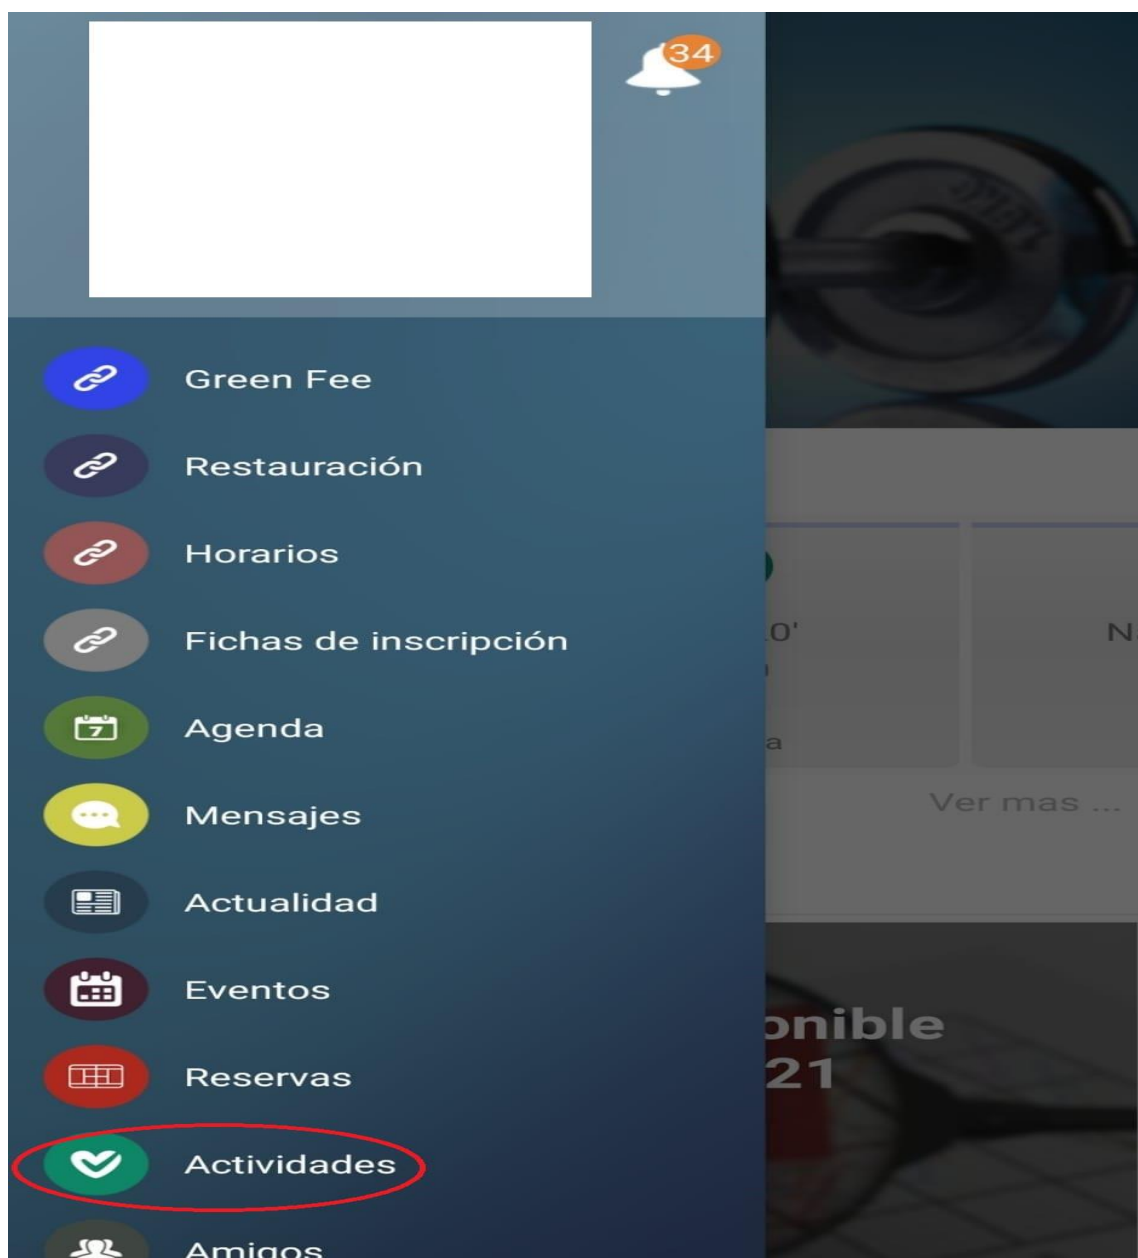 34
Green Fee
Restauración
Horarios
Fichas de inscripción
Agenda
Mensajes
Actualidad
Eventos
Reservas
Actividades
Amigos
0'
N
a
Ver mas ...
onible
21